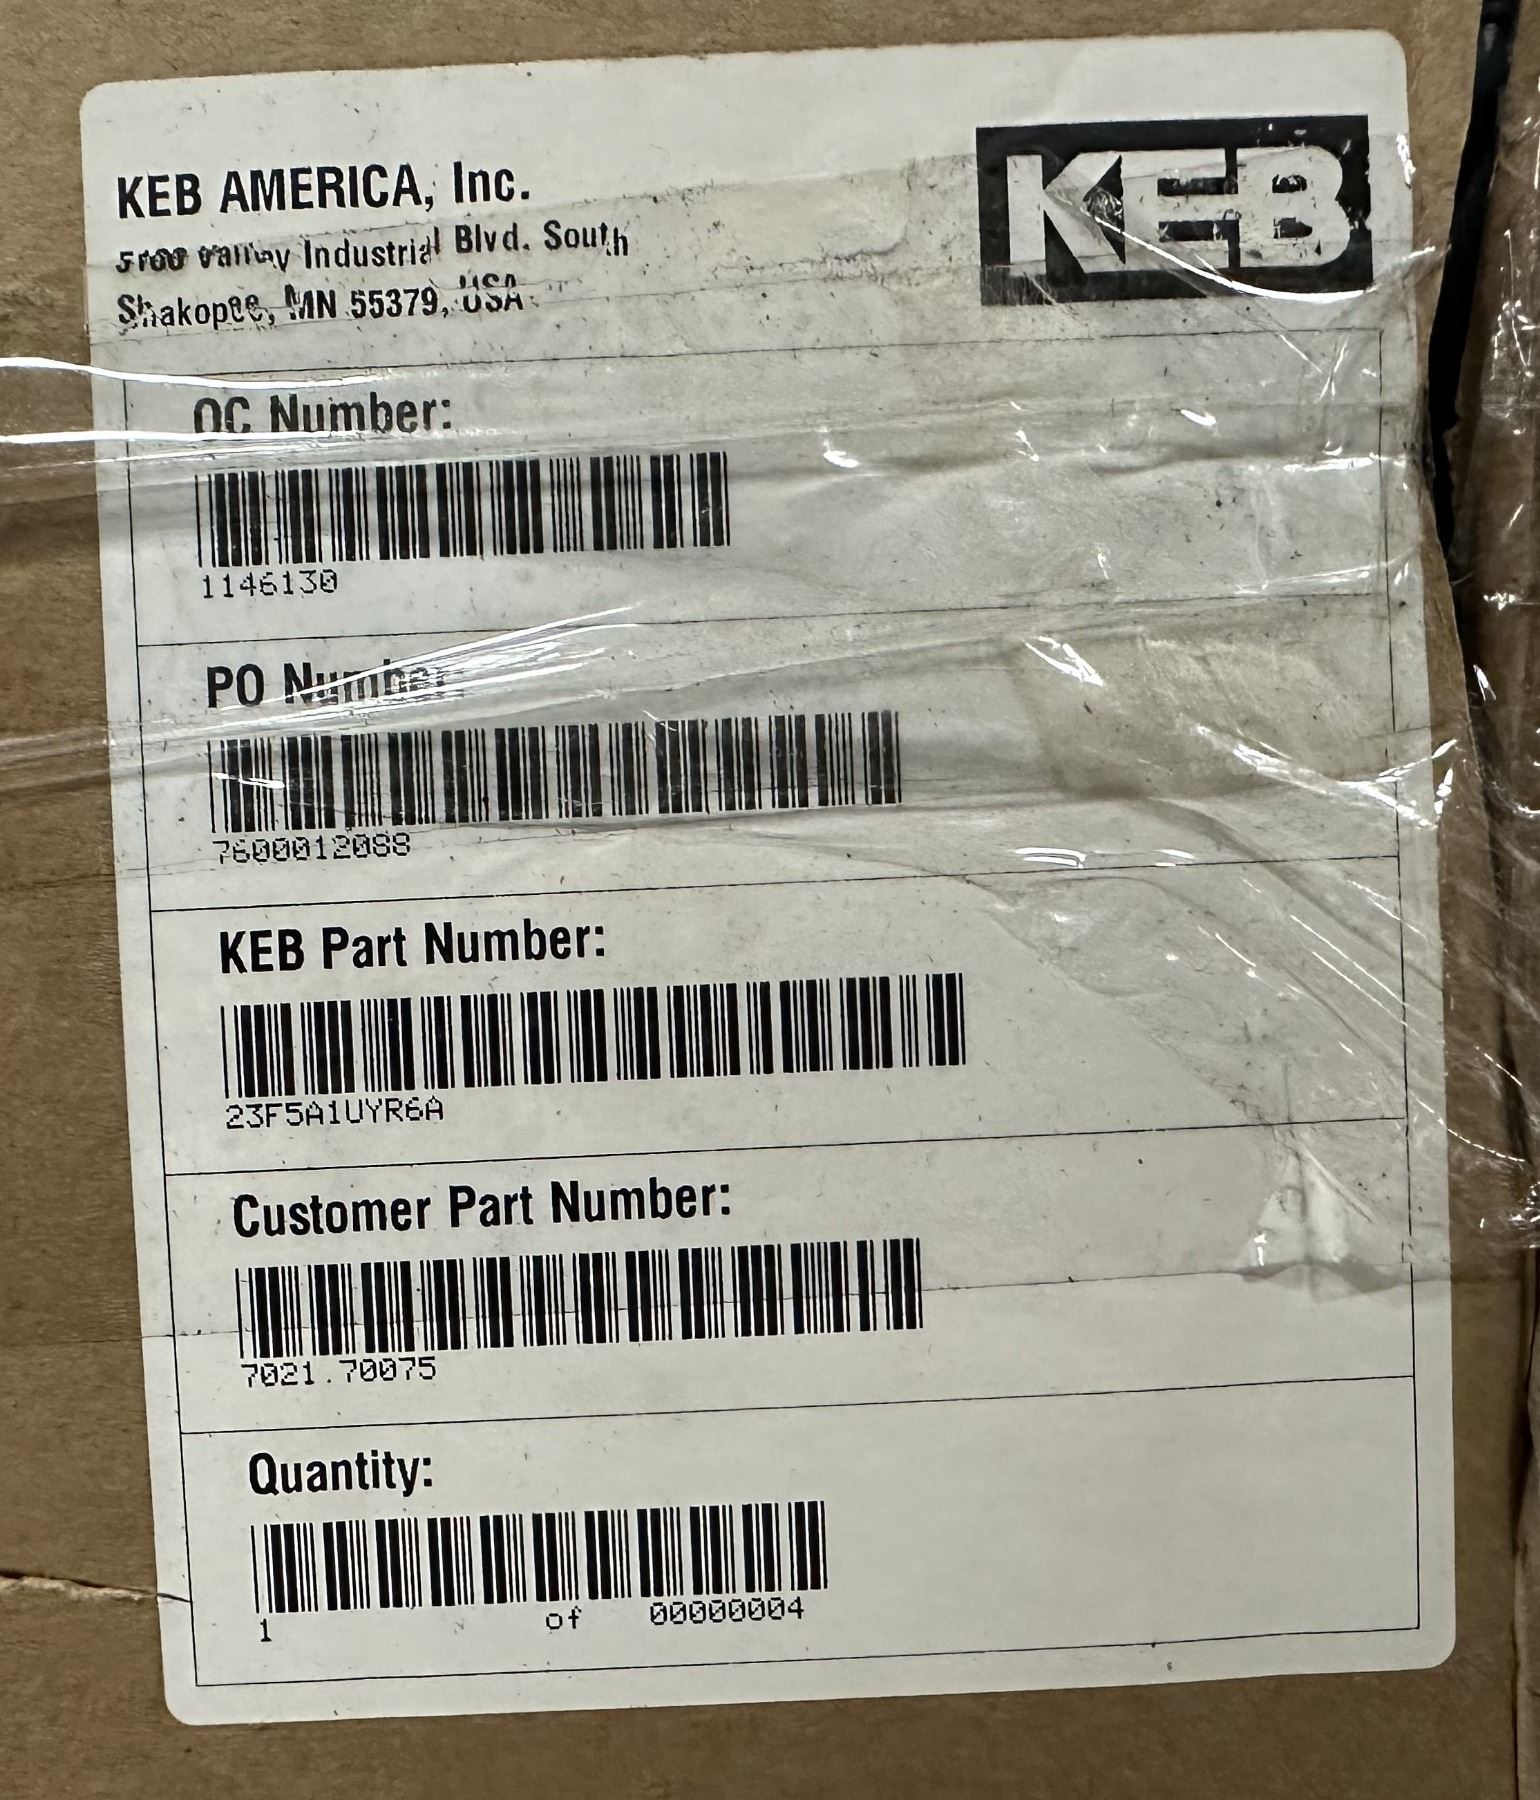 KEB AMERICA, Inc.
KEB
5100 Valley Industrial Blvd. South
Shakopee, MN 55379, USA
OC Number:
1146130
PO Number
7600012088
KEB Part Number:
23F5A1UYR6A
Customer Part Number:
7021.70075
Quantity:
1 of 00000004